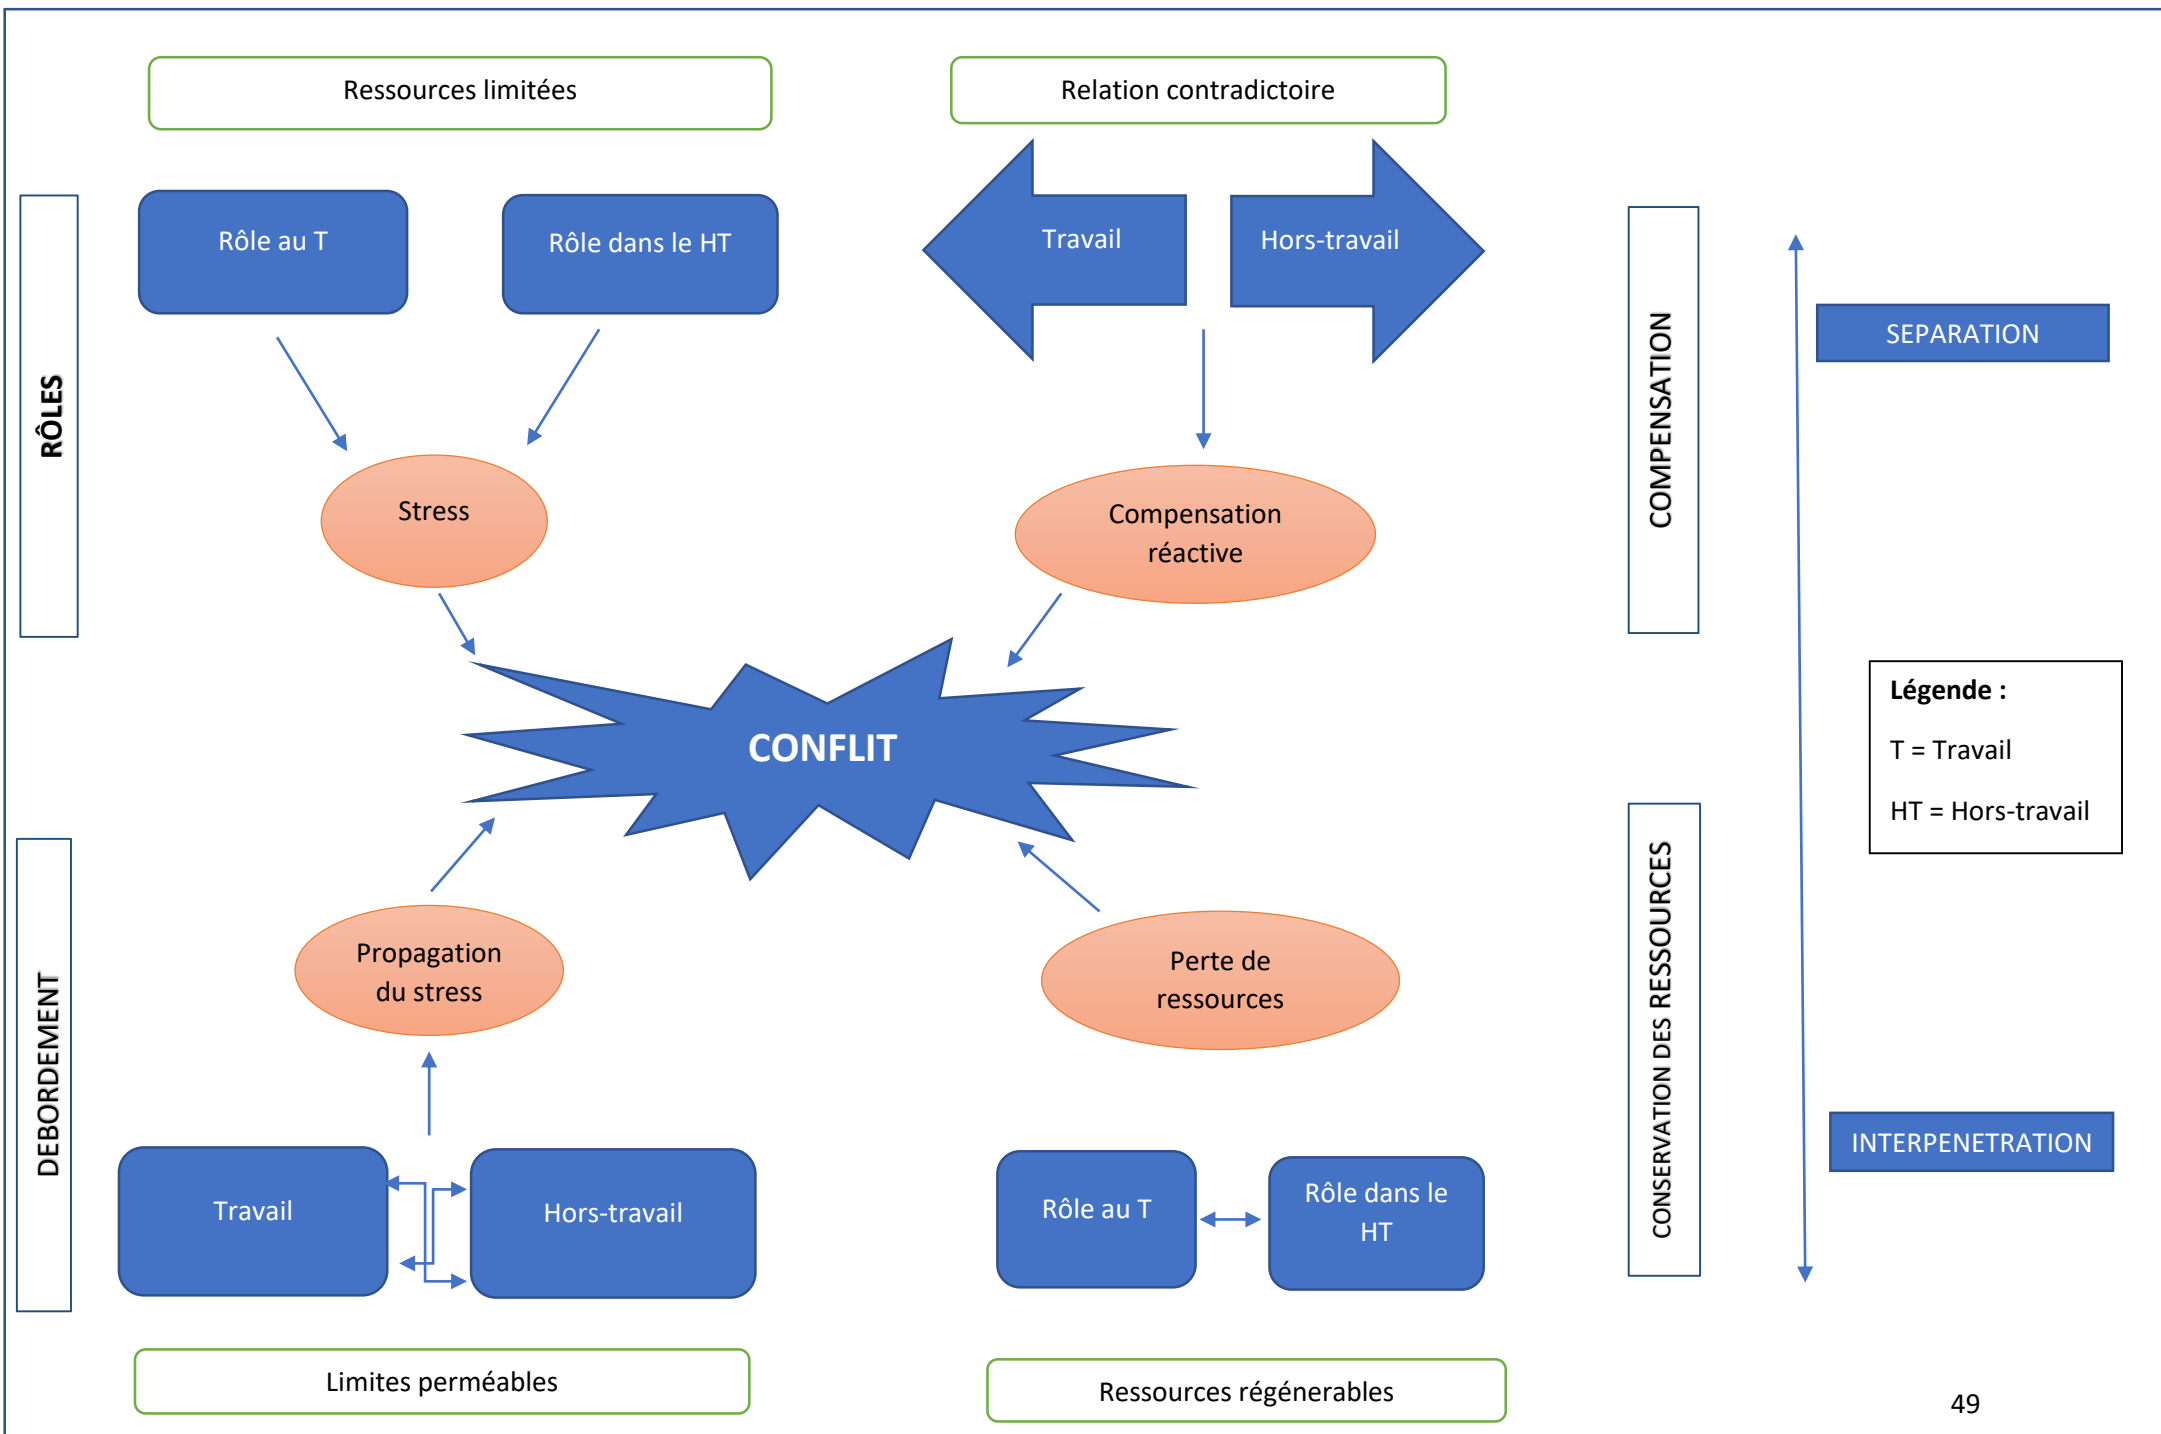 Ressources limitées
Relation contradictoire
RÔLES
Rôle au T
Rôle dans le HT
Travail
Hors-travail
COMPENSATION
SEPARATION
Stress
Compensation
réactive
CONFLIT
Légende :
T = Travail
HT = Hors-travail
DEBORDEMENT
Propagation
du stress
Perte de
ressources
CONSERVATION DES RESSOURCES
INTERPENETRATION
Travail
Hors-travail
Rôle au T
Rôle dans le
HT
Limites perméables
Ressources régénerables
49